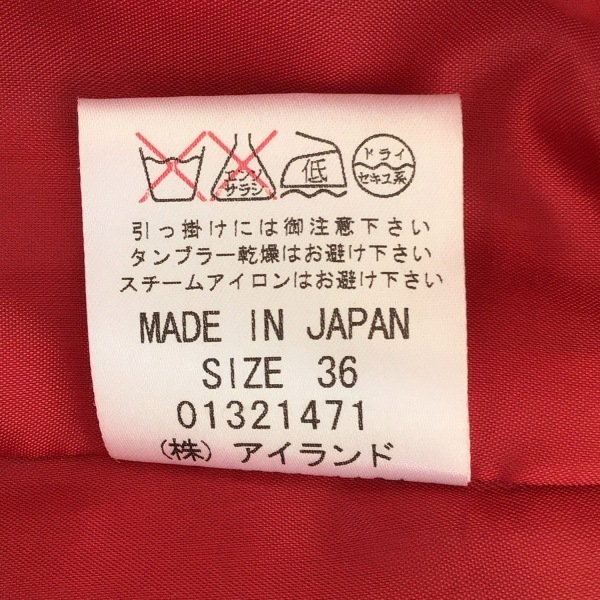 エンソ
サラシ
低
ドライ
セキユ系
引っ掛けには御注意下さい
タンブラー乾燥はお避け下さい
スチームアイロンはお避け下さい
MADE IN JAPAN
SIZE 36
01321471
(株) アイランド